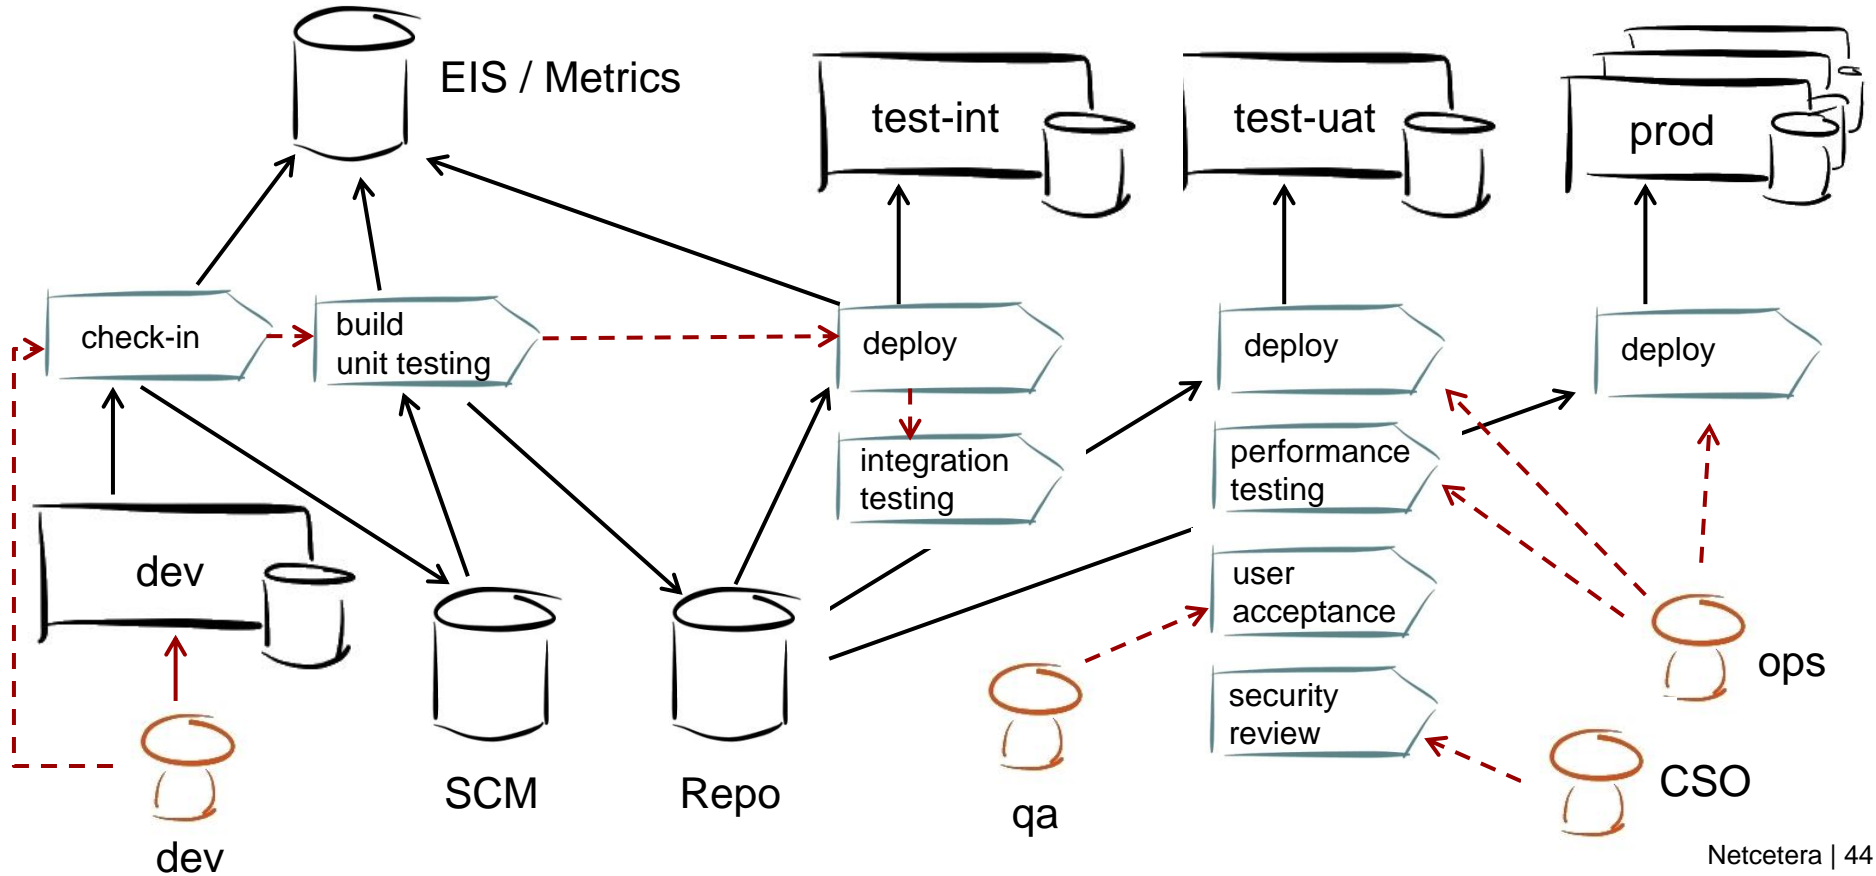 EIS / Metrics
test-int
test-uat
prod
check-in
build
unit testing
deploy
deploy
deploy
integration
testing
performance
testing
dev
user
acceptance
security
review
ops
SCM
Repo
qa
CSO
dev
Netcetera | 44